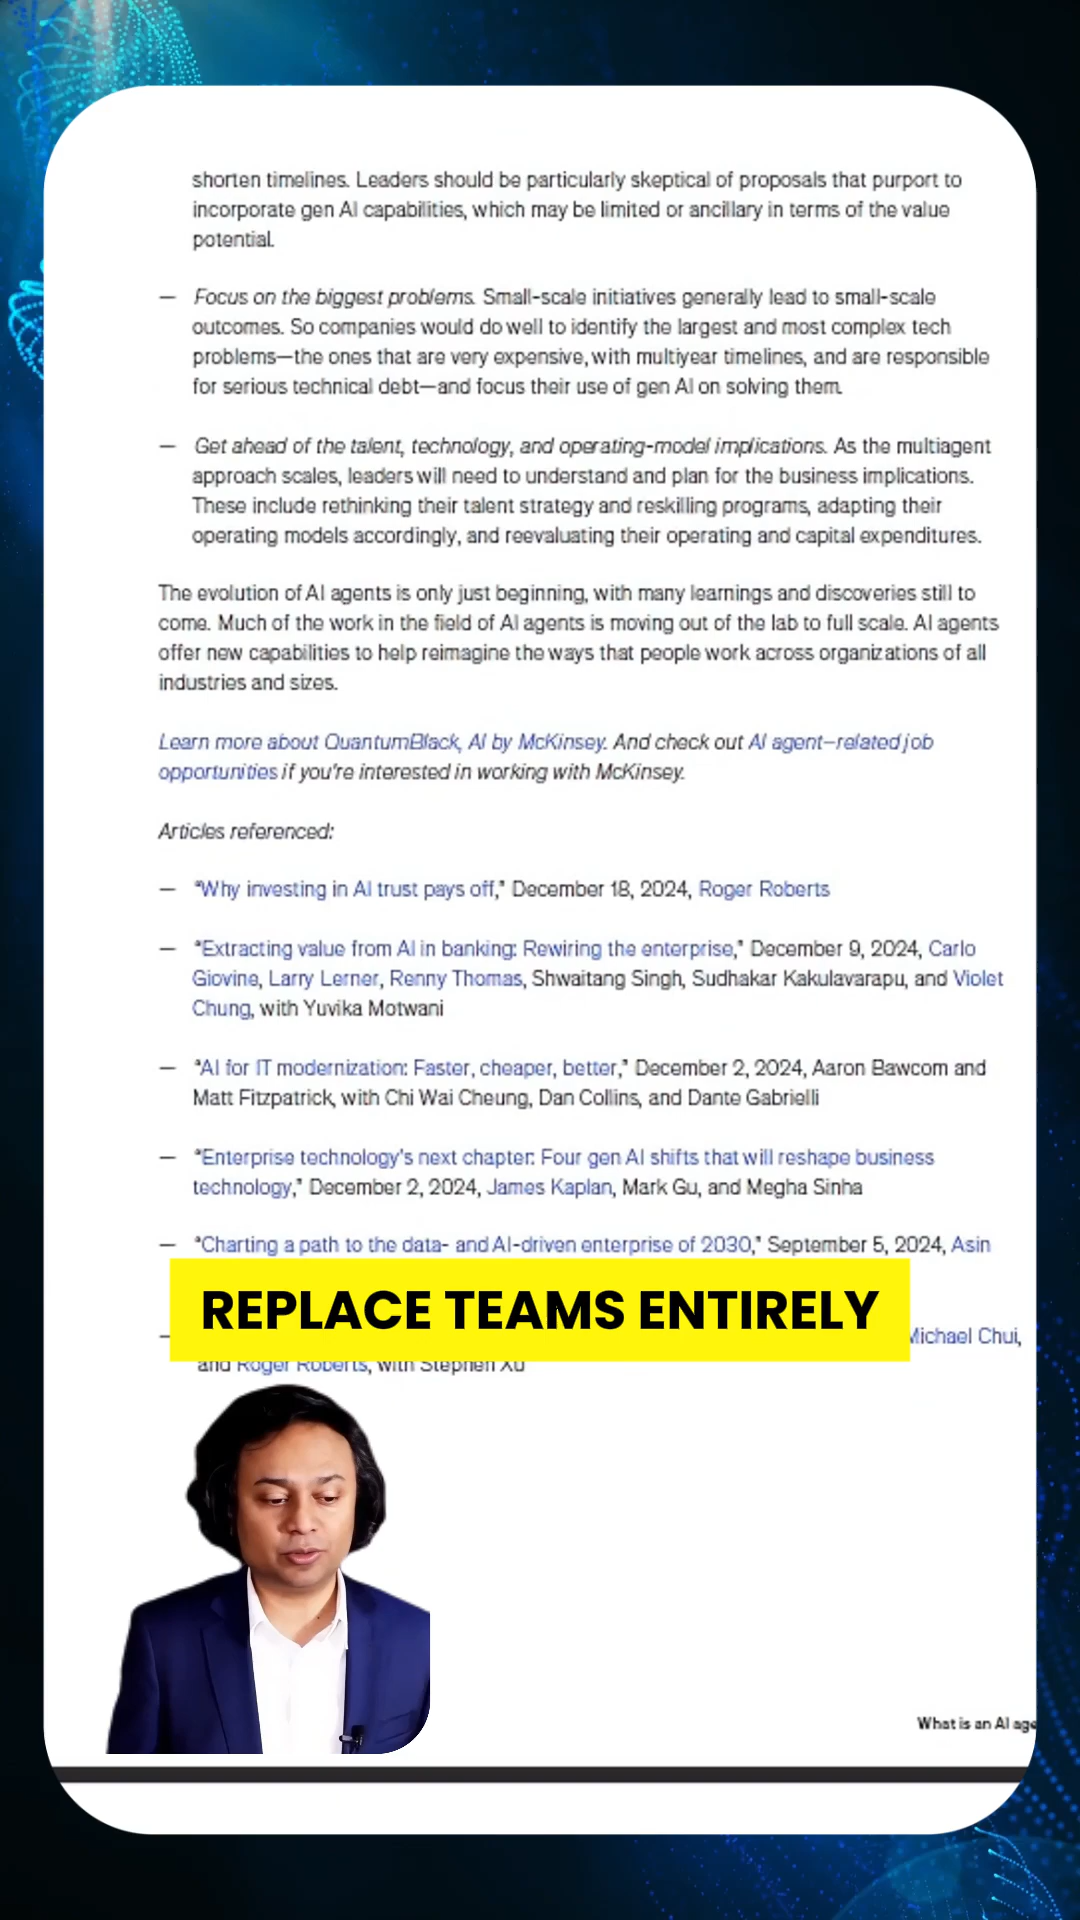 shorten timelines. Leaders should be particularly skeptical of proposals that purport to
incorporate gen AI capabilities, which may be limited or ancillary in terms of the value
potential.
— Focus on the biggest problems. Small-scale initiatives generally lead to small-scale
outcomes. So companies would do well to identify the largest and most complex tech
problems—the ones that are very expensive, with multiyear timelines, and are responsible
for serious technical debt—and focus their use of gen AI on solving them.
— Get ahead of the talent, technology, and operating-model implications. As the multiagent
approach scales, leaders will need to understand and plan for the business implications.
These include rethinking their talent strategy and reskilling programs, adapting their
operating models accordingly, and reevaluating their operating and capital expenditures.
The evolution of AI agents is only just beginning, with many learnings and discoveries still to
come. Much of the work in the field of AI agents is moving out of the lab to full scale. AI agents
offer new capabilities to help reimagine the ways that people work across organizations of all
industries and sizes.
Learn more about QuantumBlack, AI by McKinsey. And check out AI agent–related job
opportunities if you're interested in working with McKinsey.
Articles referenced:
— "Why investing in AI trust pays off," December 18, 2024, Roger Roberts
— "Extracting value from AI in banking: Rewiring the enterprise," December 9, 2024, Carlo
Giovine, Larry Lerner, Renny Thomas, Shwaitang Singh, Sudhakar Kakulavarapu, and Violet
Chung, with Yuvika Motwani
— "AI for IT modernization: Faster, cheaper, better," December 2, 2024, Aaron Bawcom and
Matt Fitzpatrick, with Chi Wai Cheung, Dan Collins, and Dante Gabrielli
— "Enterprise technology's next chapter: Four gen AI shifts that will reshape business
technology," December 2, 2024, James Kaplan, Mark Gu, and Megha Sinha
— "Charting a path to the data- and AI-driven enterprise of 2030," September 5, 2024, Asin
REPLACE TEAMS ENTIRELY
— Michael Chui,
and Roger Roberts, with Stephen Xu
What is an AI age